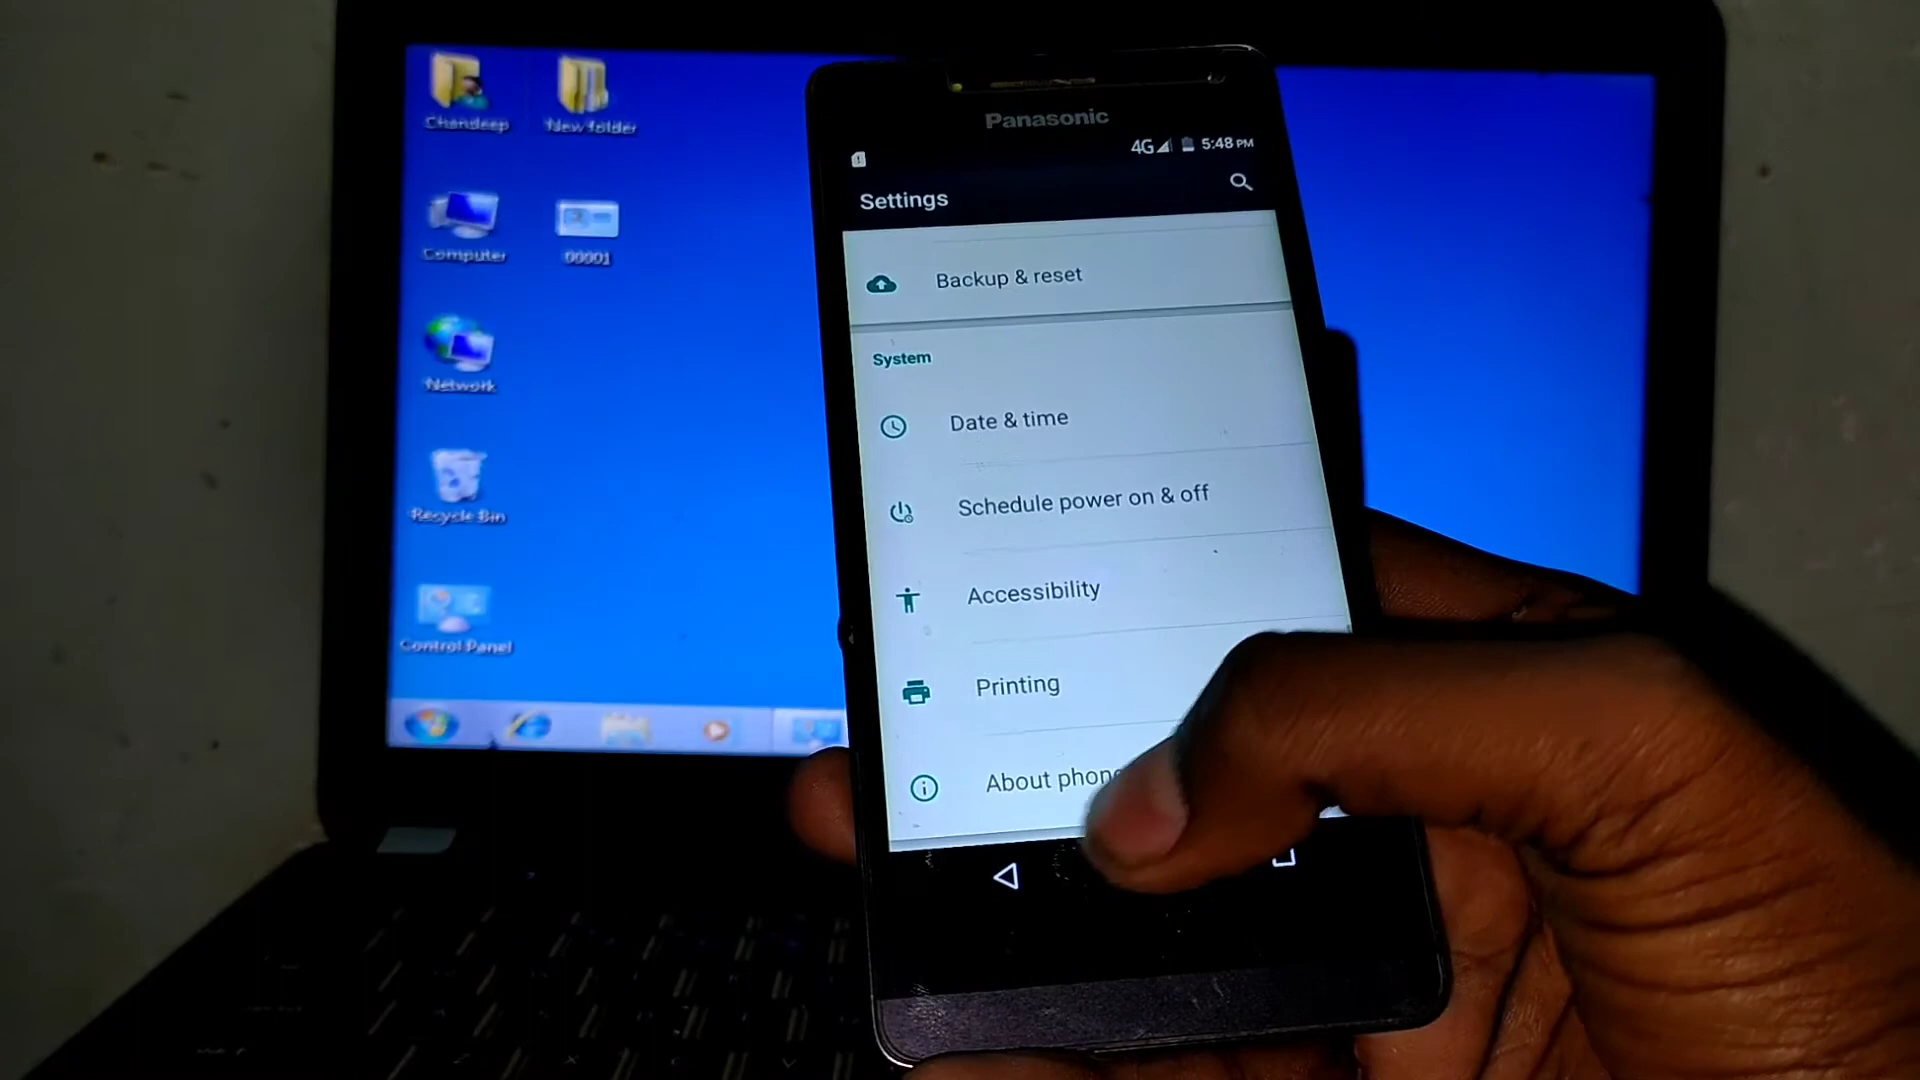 Chandeep
New folder
Computer
00001
Network
Recycle Bin
Control Panel
Panasonic
4G 5:48 PM
Settings
Backup & reset
System
Date & time
Schedule power on & off
Accessibility
Printing
About phon